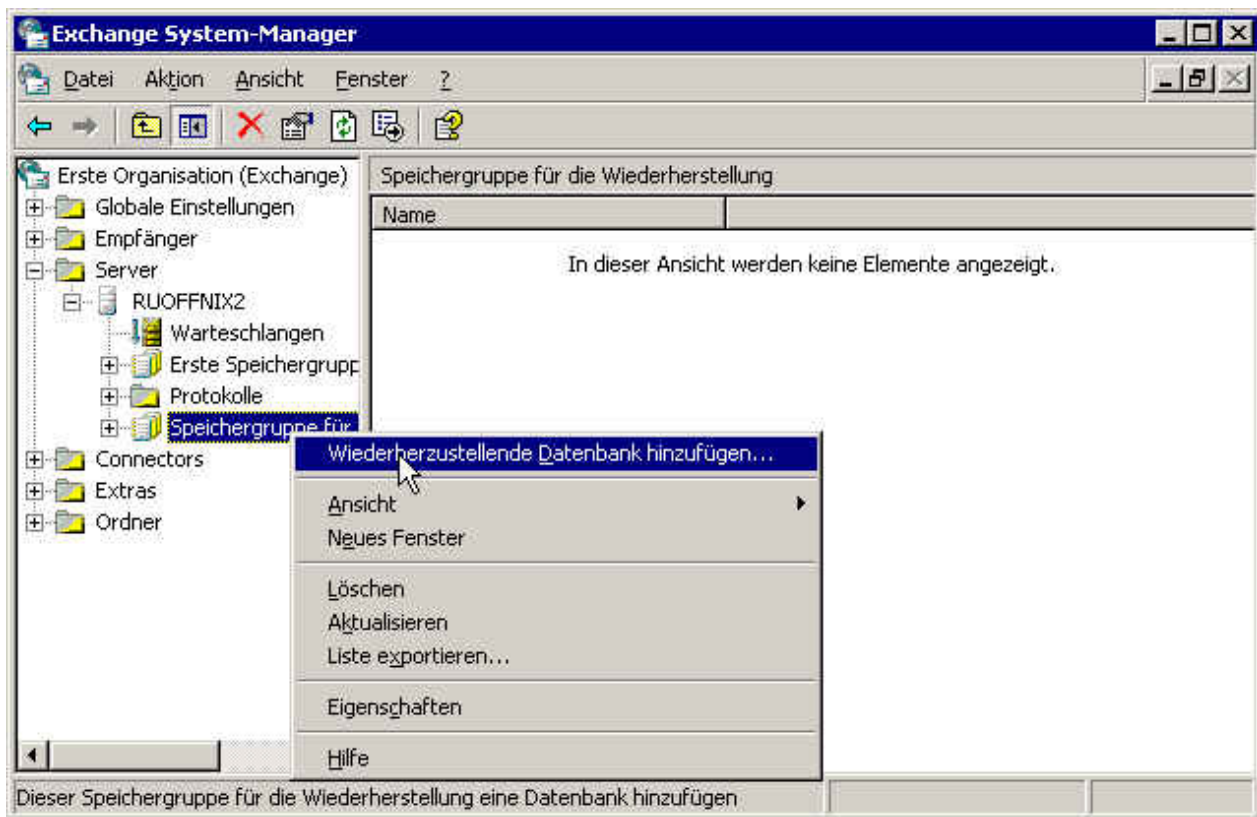 Exchange System-Manager
Datei Aktion Ansicht Fenster ?
Erste Organisation (Exchange)
Globale Einstellungen
Empfänger
Server
RUOFFNIX2
Warteschlangen
Erste Speichergrupp
Protokolle
Speichergruppe für
Connectors
Extras
Ordner
Speichergruppe für die Wiederherstellung
Name
In dieser Ansicht werden keine Elemente angezeigt.
Wiederherzustellende Datenbank hinzufügen...
Ansicht
Neues Fenster
Löschen
Aktualisieren
Liste exportieren...
Eigenschaften
Hilfe
Dieser Speichergruppe für die Wiederherstellung eine Datenbank hinzufügen